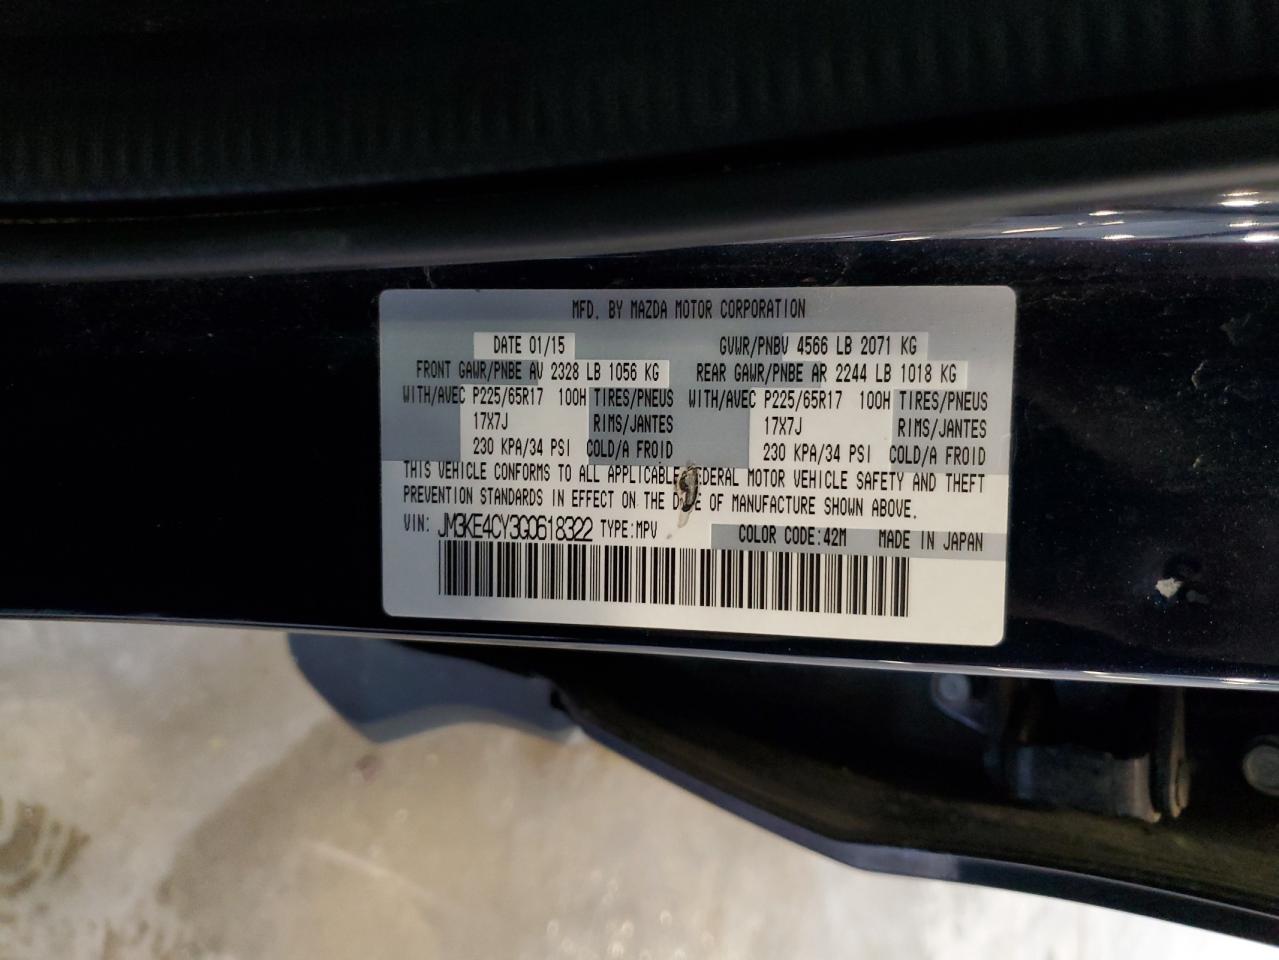 MFD. BY MAZDA MOTOR CORPORATION
DATE 01/15 GVWR/PNBV 4566 LB 2071 KG
FRONT GAWR/PNBE AV 2328 LB 1056 KG REAR GAWR/PNBE AR 2244 LB 1018 KG
WITH/AVEC P225/65R17 100H TIRES/PNEUS WITH/AVEC P225/65R17 100H TIRES/PNEUS
17X7J RIMS/JANTES 17X7J RIMS/JANTES
230 KPA/34 PSI COLD/A FROID 230 KPA/34 PSI COLD/A FROID
THIS VEHICLE CONFORMS TO ALL APPLICABLE MOTOR VEHICLE SAFETY AND THEFT
PREVENTION STANDARDS IN EFFECT ON THE OF MANUFACTURE SHOWN ABOVE.
VIN: JM3KE4CY3G0618322 TYPE:MPV COLOR CODE:42M MADE IN JAPAN